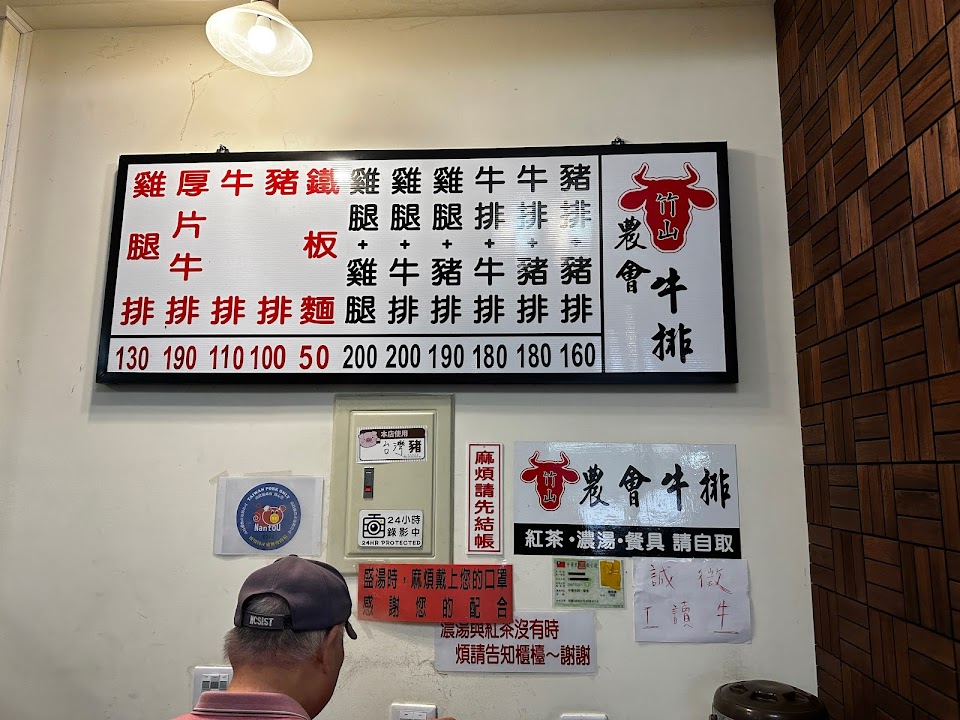 雞腿排 130
厚片牛排 190
牛排 110
豬排 100
鐵板麵 50
雞腿+雞腿 200
雞腿+牛排 200
雞腿+豬排 190
牛排+牛排 180
牛排+豬排 180
豬排+豬排 160
竹山
農會
牛排
本店使用
台灣豬
24小時
錄影中
24HR PROTECTED
麻煩請先結帳
竹山
農會牛排
紅茶·濃湯·餐具 請自取
TAIWAN PORK ONLY
NantoU
盛湯時,麻煩戴上您的口罩
感謝您的配合
濃湯與紅茶沒有時
煩請告知櫃檯~謝謝
誠徵
工讀生
NCSIST